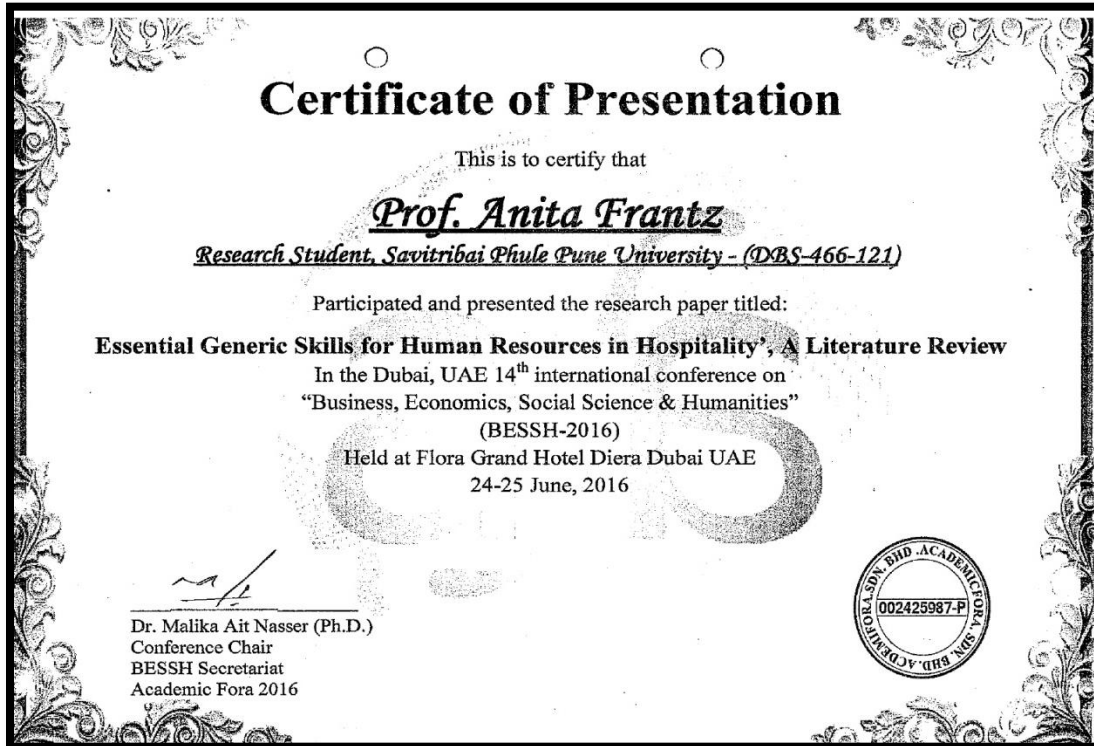 Certificate of Presentation
This is to certify that
Prof. Anita Frantz
Research Student, Savitribai Phule Pune University - (DBS-466-121)
Participated and presented the research paper titled:
Essential Generic Skills for Human Resources in Hospitality’, A Literature Review
In the Dubai, UAE 14th international conference on
“Business, Economics, Social Science & Humanities”
(BESSH-2016)
Held at Flora Grand Hotel Diera Dubai UAE
24-25 June, 2016
Dr. Malika Ait Nasser (Ph.D.)
Conference Chair
BESSH Secretariat
Academic Fora 2016
BHD .ACADEMICFORA. SDN. BHD.ACDEMIFORA.SDN.
002425987-P